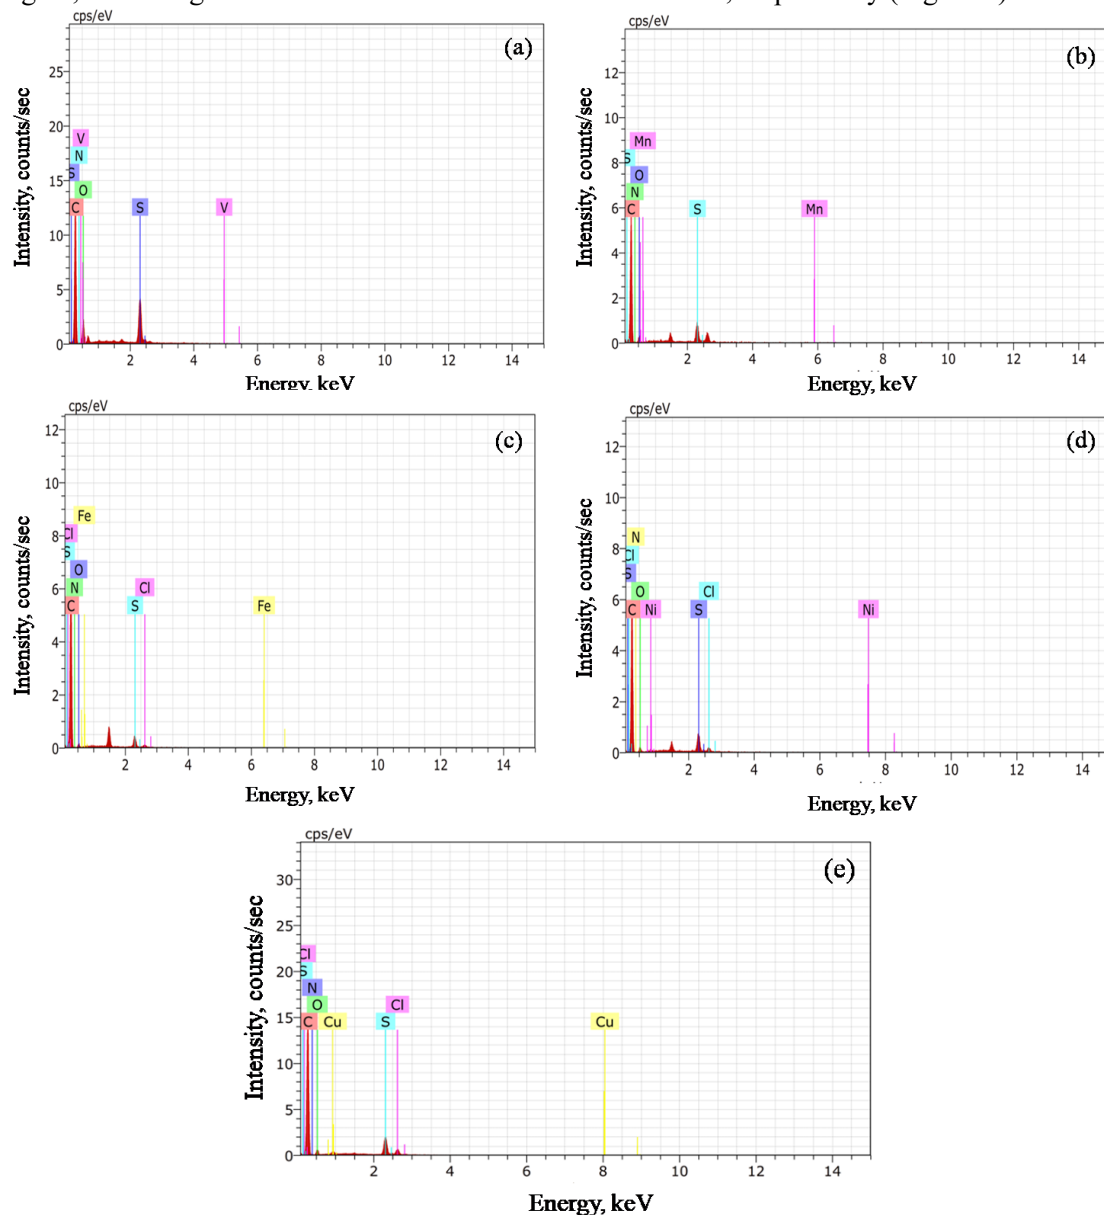 cps/eV
(a)
25
20
15
10
5
0
V
N
S
O
C
S
V
2 4 6 8 10 12 14
Intensity, counts/sec
Energy, keV
cps/eV
(b)
12
10
8
6
4
2
0
Mn
S
O
N
C
S
Mn
2 4 6 8 10 12 14
Intensity, counts/sec
Energy, keV
cps/eV
(c)
12
10
8
6
4
2
0
Fe
Cl
S
O
N
Cl
C
S
Fe
2 4 6 8 10 12 14
Intensity, counts/sec
Energy, keV
cps/eV
(d)
12
10
8
6
4
2
0
N
Cl
S
O
Cl
C
Ni
S
Ni
2 4 6 8 10 12 14
Intensity, counts/sec
Energy, keV
cps/eV
(e)
30
25
20
15
10
5
0
Cl
S
N
O
Cl
C
Cu
S
Cu
2 4 6 8 10 12 14
Intensity, counts/sec
Energy, keV